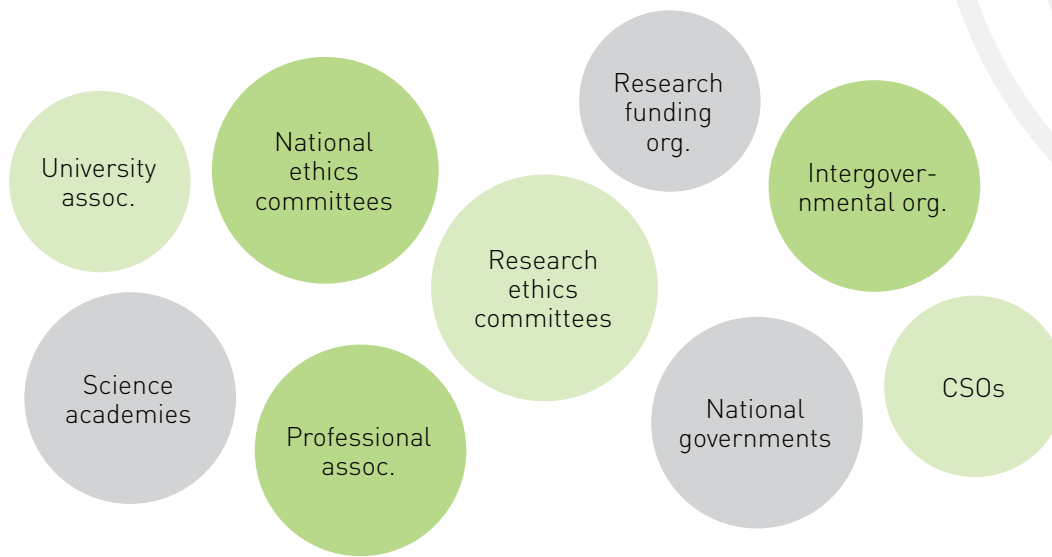 University
assoc.
National
ethics
committees
Research
funding
org.
Intergover-
nmental org.
Research
ethics
committees
Science
academies
Professional
assoc.
National
governments
CSOs